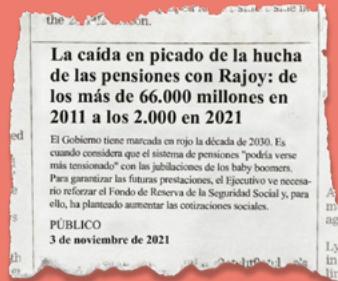 the
on.
La caída en picado de la hucha
de las pensiones con Rajoy: de
los más de 66.000 millones en
2011 a los 2.000 en 2021
El Gobierno tiene marcada en rojo la década de 2030. Es
cuando considera que el sistema de pensiones "podría verse
más tensionado" con las jubilaciones de los baby boomers.
Para garantizar las futuras prestaciones, el Ejecutivo ve necesa-
rio reforzar el Fondo de Reserva de la Seguridad Social y, para
ello, ha planteado aumentar las cotizaciones sociales.
PÚBLICO
3 de noviembre de 2021